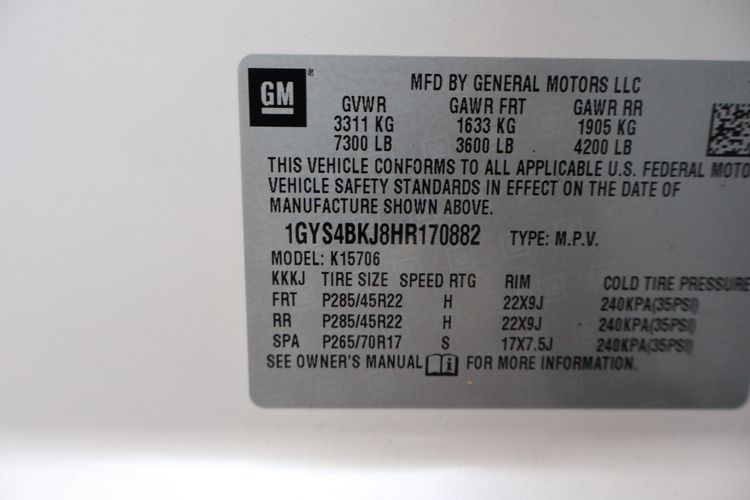 GM ®
MFD BY GENERAL MOTORS LLC
GVWR GAWR FRT GAWR RR
3311 KG 1633 KG 1905 KG
7300 LB 3600 LB 4200 LB
THIS VEHICLE CONFORMS TO ALL APPLICABLE U.S. FEDERAL MOTO
VEHICLE SAFETY STANDARDS IN EFFECT ON THE DATE OF
MANUFACTURE SHOWN ABOVE.
1GYS4BKJ8HR170882 TYPE: M.P.V.
MODEL: K15706
KKKJ TIRE SIZE SPEED RTG RIM COLD TIRE PRESSURE
FRT P285/45R22 H 22X9J 240KPA(35PSI)
RR P285/45R22 H 22X9J 240KPA(35PSI)
SPA P265/70R17 S 17X7.5J 240KPA(35PSI)
SEE OWNER'S MANUAL FOR MORE INFORMATION.